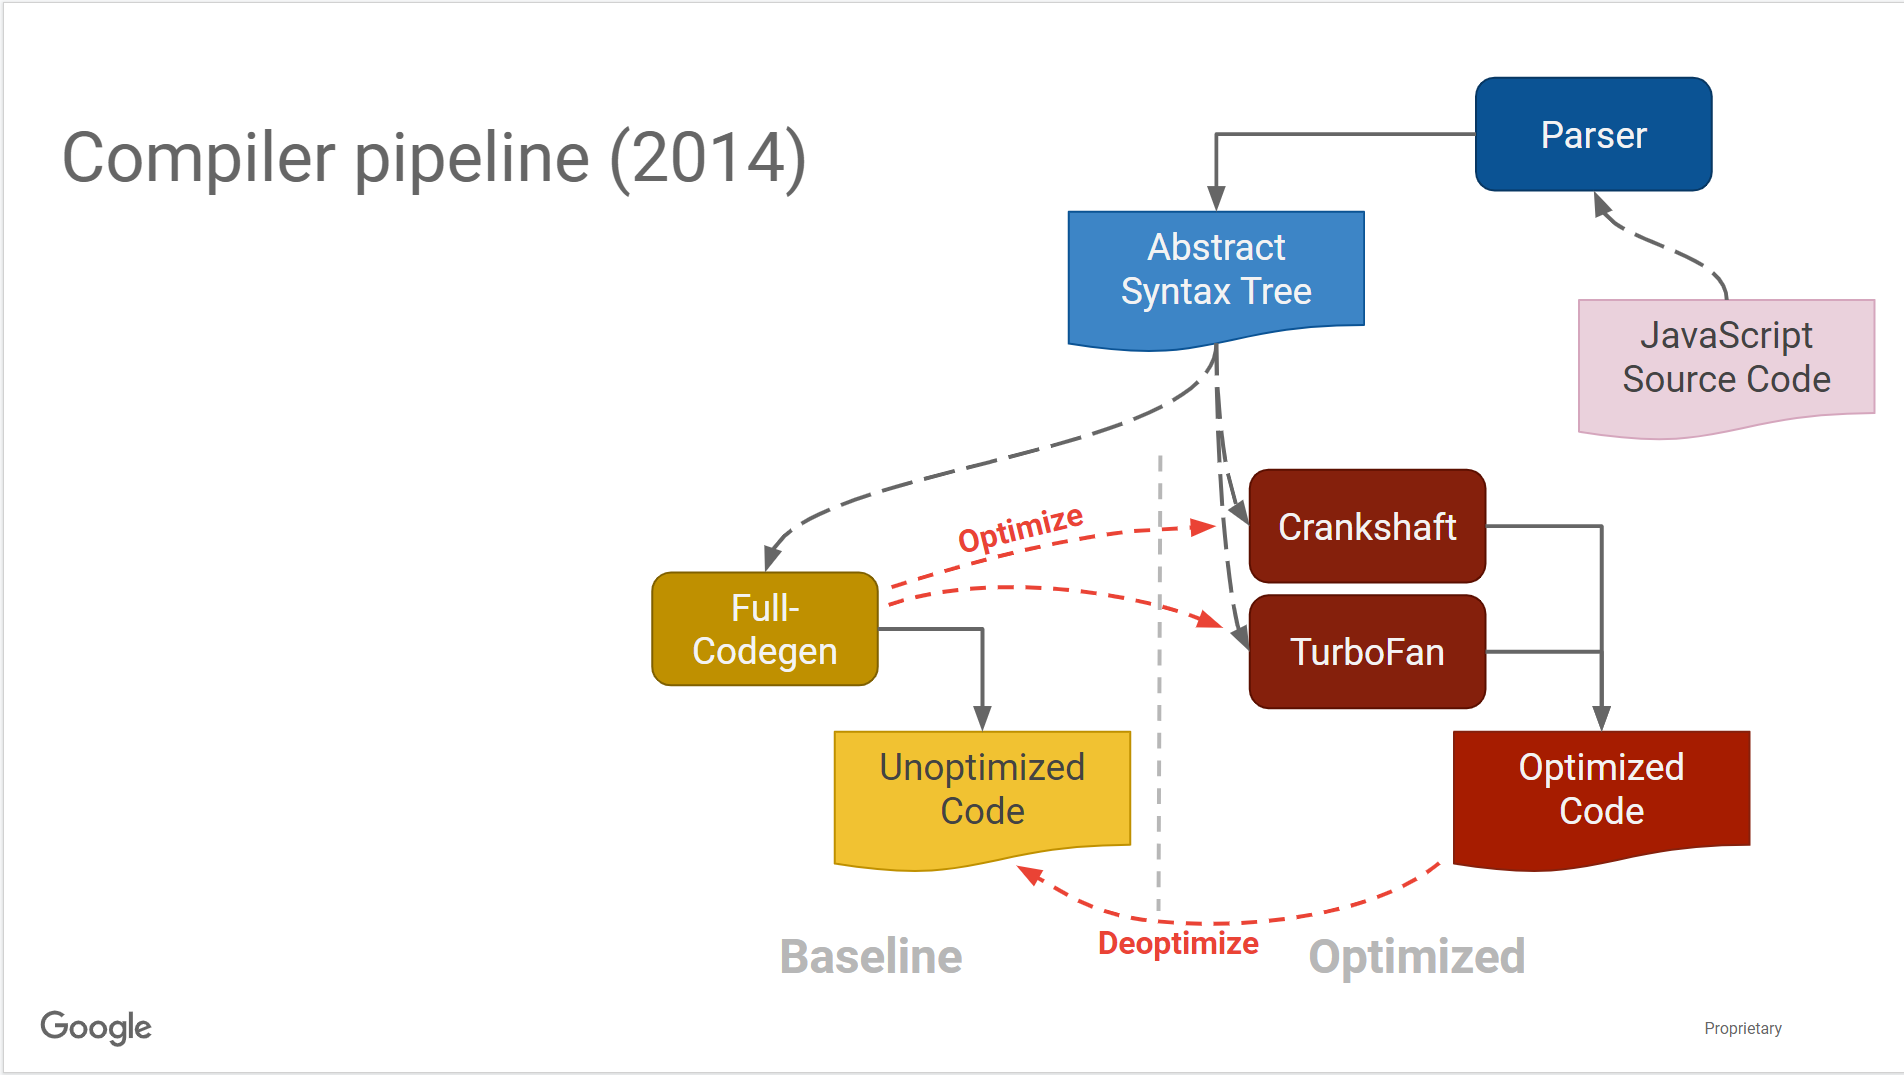 Compiler pipeline (2014)
Parser
Abstract
Syntax Tree
JavaScript
Source Code
Optimize
Crankshaft
Full-
Codegen
TurboFan
Unoptimized
Code
Optimized
Code
Deoptimize
Baseline
Optimized
Google
Proprietary